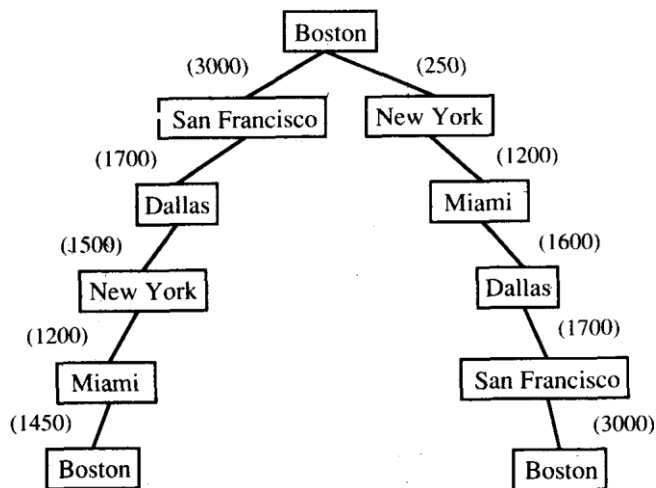 Boston
(3000) (250)
San Francisco New York
(1700) (1200)
Dallas Miami
(1500) (1600)
New York Dallas
(1200) (1700)
Miami San Francisco
(1450) (3000)
Boston Boston